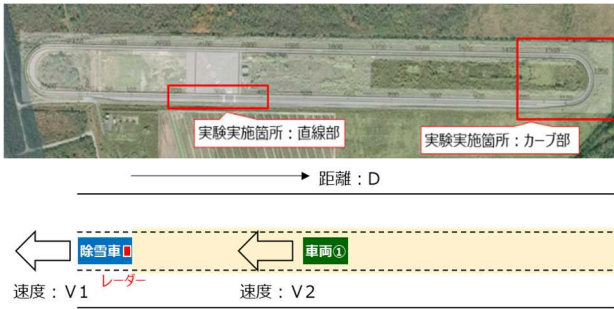 実験実施箇所：直線部
実験実施箇所：カーブ部
距離：D
除雪車
車両①
レーダー
速度：V1
速度：V2